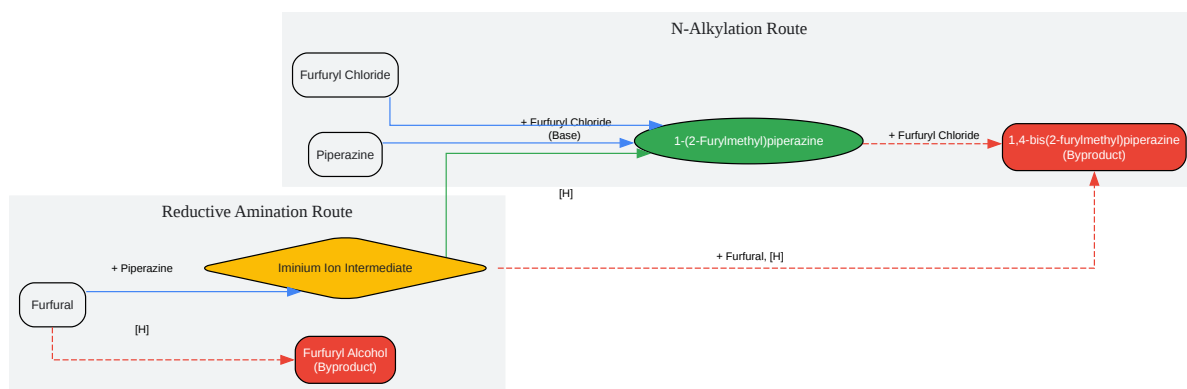 N-Alkylation Route
Furfuryl Chloride
+ Furfuryl Chloride
(Base)
Piperazine
1-(2-Furylmethyl)piperazine
+ Furfuryl Chloride
1,4-bis(2-furylmethyl)piperazine
(Byproduct)
[H]
Reductive Amination Route
+ Piperazine
Iminium Ion Intermediate
+ Furfural, [H]
Furfural
[H]
Furfuryl Alcohol
(Byproduct)